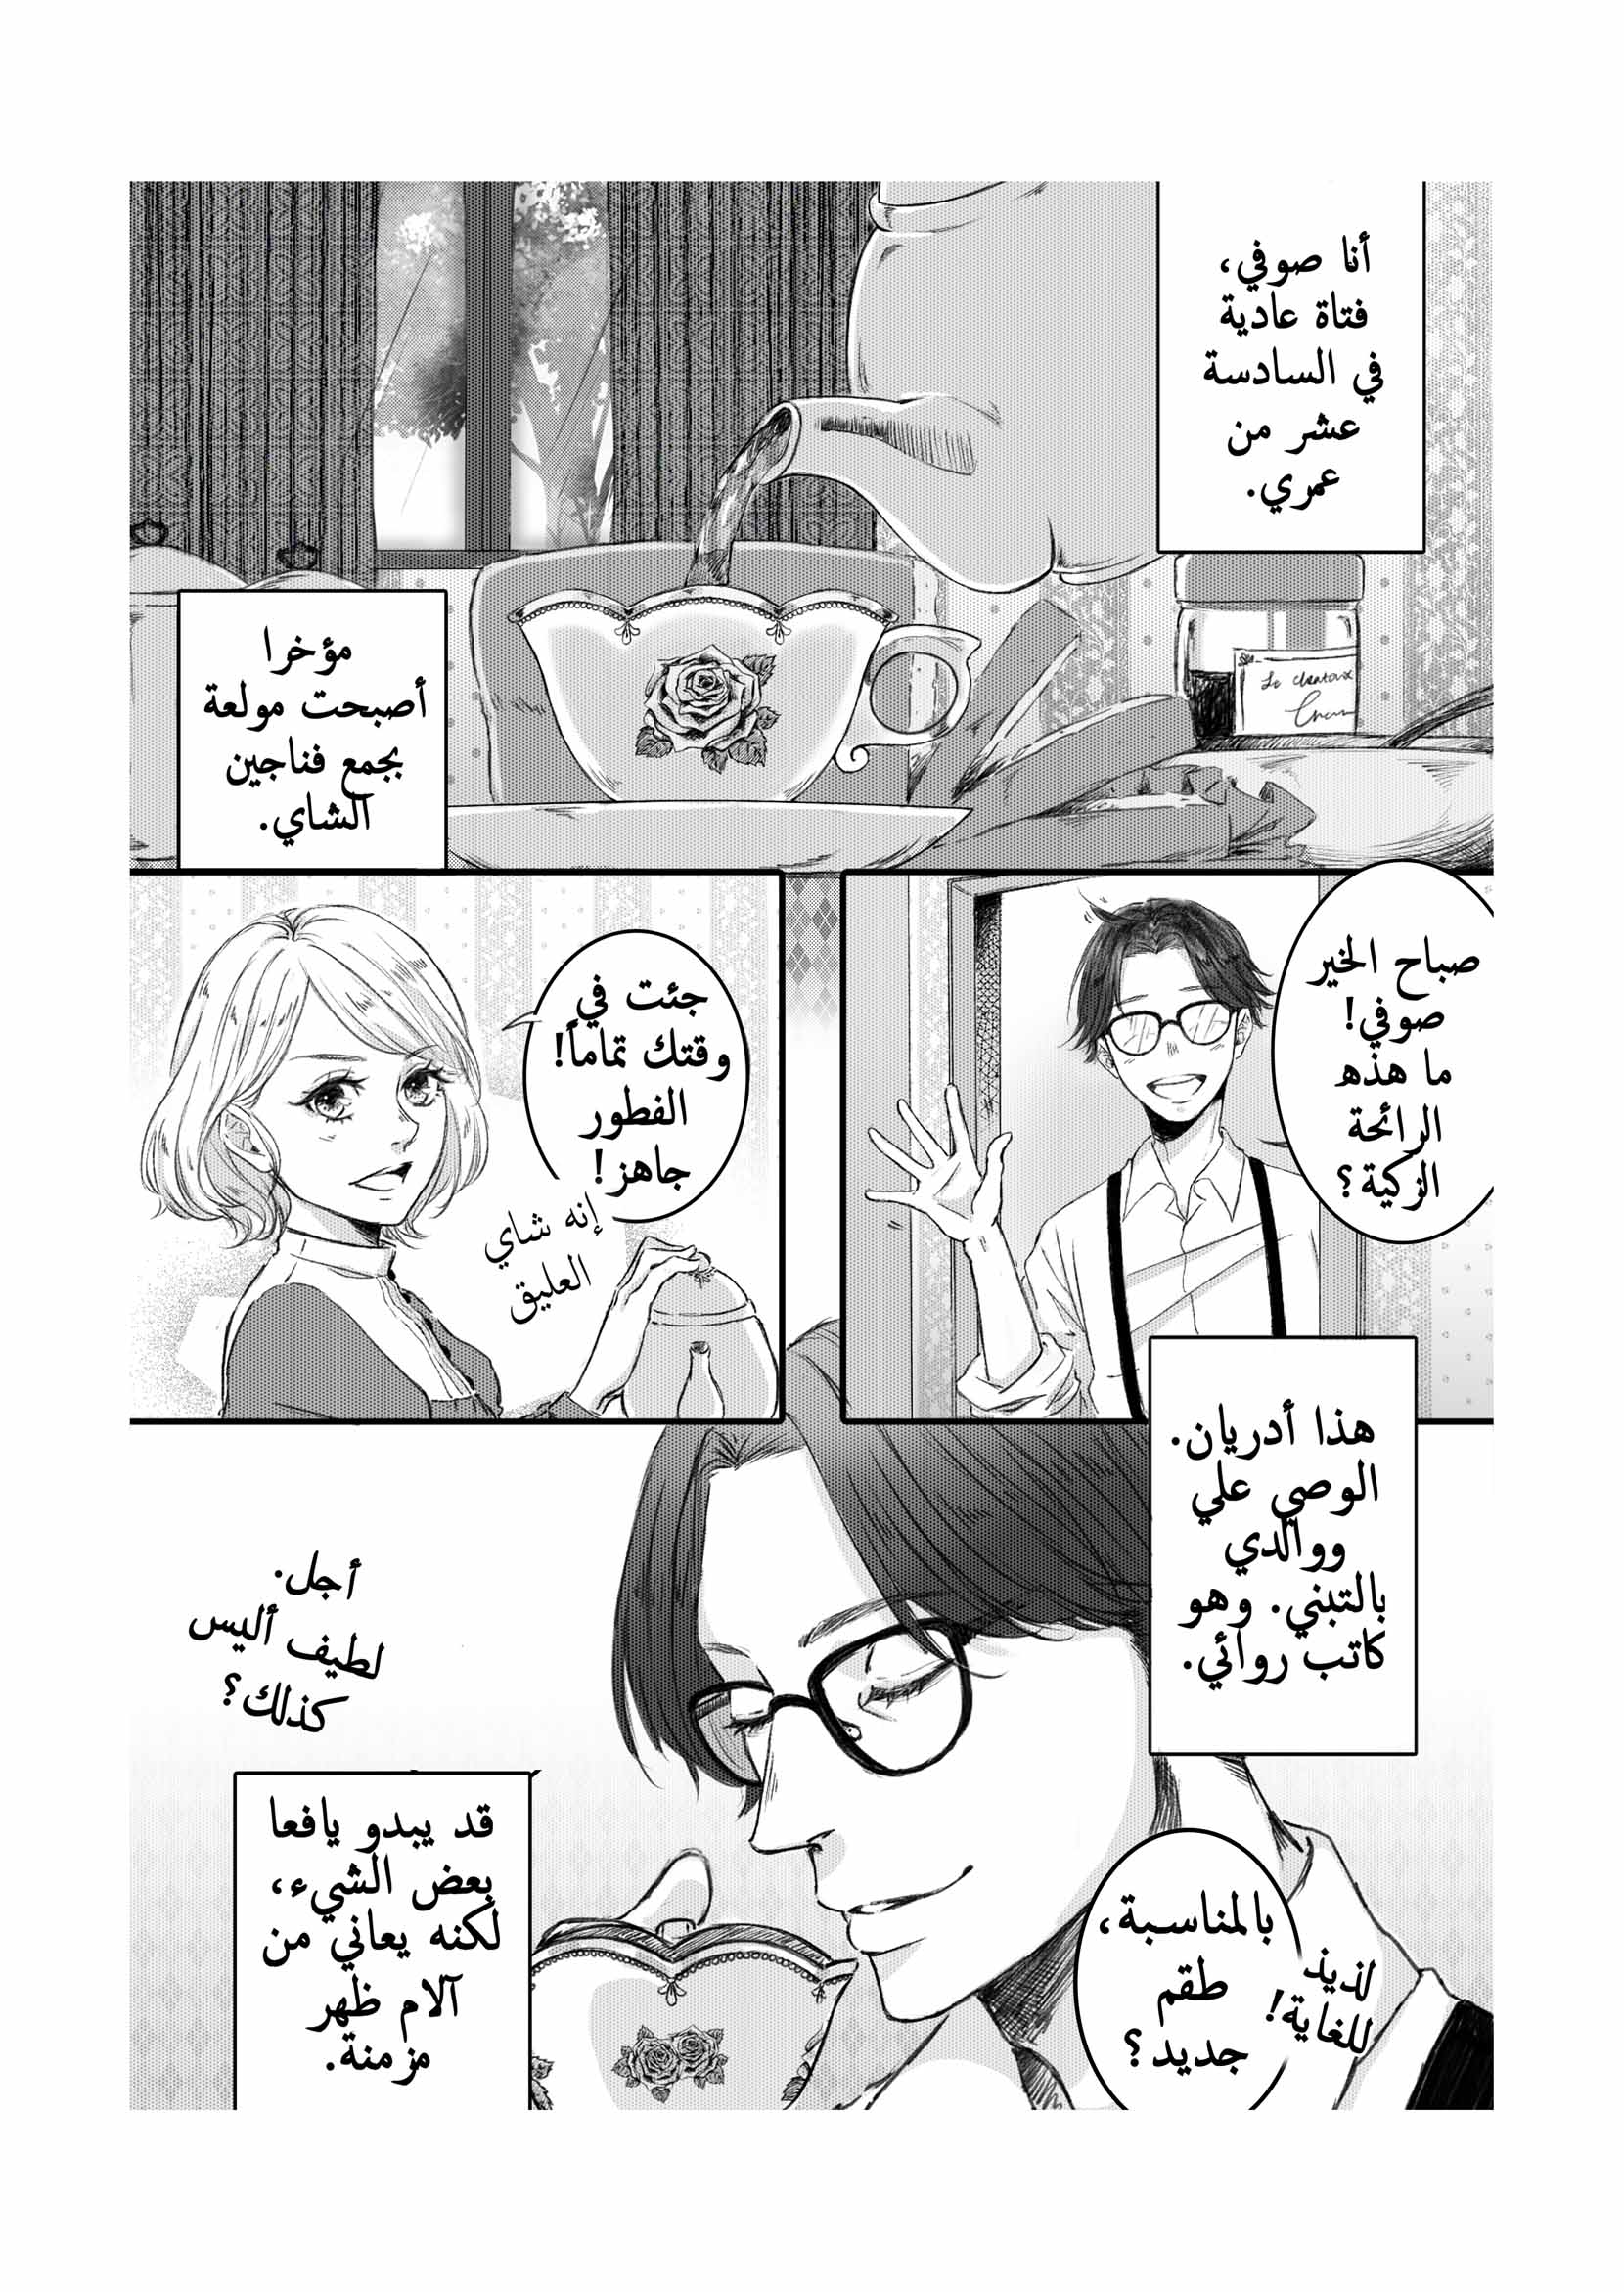 أنا صوفي،
فتاة عادية
في السادسة
عشر من
عمري.
مؤخرا
أصبحت مولعة
بجمع فناجين
الشاي.
صباح الخير
صوفي!
ما هذه
الرائحة
الزكية؟
جئت في
وقتك تماماً!
الفطور
جاهز!
إنه شاي
العليق
هذا أدريان.
الوصي علي
ووالدي
بالتبني. وهو
كاتب روائي.
لذيذ
للغاية!
بالمناسبة،
طقم
جديد؟
أجل.
لطيف أليس
كذلك؟
قد يبدو يافعا
بعض الشيء،
لكنه يعاني من
آلام ظهر
مزمنة.